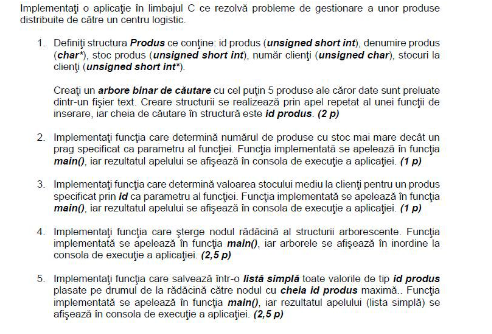 Implementați o aplicație în limbajul C ce rezolvă probleme de gestionare a unor produse
distribuite de către un centru logistic.
1. Definiți structura Produs ce conține: id produs (unsigned short int), denumire produs
(char*), stoc produs (unsigned short int), număr clienți (unsigned char), stocuri la
clienți (unsigned short int*).
Creați un arbore binar de căutare cu cel puțin 5 produse ale căror date sunt preluate
dintr-un fișier text. Creare structurii se realizează prin apel repetat al unei funcții de
inserare, iar cheia de căutare în structură este id produs. (2 p)
2. Implementați funcția care determină numărul de produse cu stoc mai mare decât un
prag specificat ca parametru al funcției. Funcția implementată se apelează în funcția
main(), iar rezultatul apelului se afișează în consola de execuție a aplicației. (1 p)
3. Implementați funcția care determină valoarea stocului mediu la clienți pentru un produs
specificat prin id ca parametru al funcției. Funcția implementată se apelează în funcția
main(), iar rezultatul apelului se afișează în consola de execuție a aplicației. (1 p)
4. Implementați funcția care șterge nodul rădăcină al structurii arborescente. Funcția
implementată se apelează în funcția main(), iar arborele se afișează în inordine la
consola de execuție a aplicației. (2,5 p)
5. Implementați funcția care salvează într-o listă simplă toate valorile de tip id produs
plasate pe drumul de la rădăcină către nodul cu cheia id produs maximă.. Funcția
implementată se apelează în funcția main(), iar rezultatul apelului (lista simplă) se
afișează în consola de execuție a aplicației. (2,5 p)